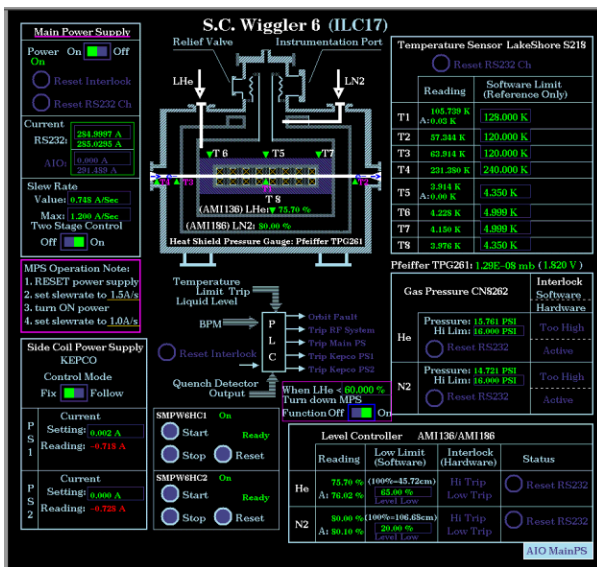 S.C. Wiggler 6 (ILC17)
Main Power Supply
Power On Off
On
Reset Interlock
Reset RS232 Ch
Current
RS232: 284.9997 A
285.0295 A
AIO: 0.000 A
291.489 A
Slew Rate
Value: 0.748 A/Sec
Max: 1.200 A/Sec
Two Stage Control
Off On
MPS Operation Note:
1. RESET power supply
2. set slewrate to 1.5A/s
3. turn ON power
4. set slewrate to 1.0A/s
Side Coil Power Supply
KEPCO
Control Mode
Fix Follow
PS1
Current
Setting: 0.002 A
Reading: -0.718 A
PS2
Current
Setting: 0.000 A
Reading: -0.728 A
Relief Valve
Instrumentation Port
LHe
LN2
T 6 T5 T7
T4 T3
T 8
(AMI136) LHe: 75.70 %
(AMI186) LN2: 80.00 %
Heat Shield Pressure Gauge: Pfeiffer TPG261
Temperature
Limit Trip
Liquid Level
BPM
Reset Interlock
Quench Detector
Output
PLC
Orbit Fault
Trip RF System
Trip Main PS
Trip Kepco PS1
Trip Kepco PS2
When LHe < 60.000 %
Turn down MPS
Function Off On
SMPW6HC1 On
Start Ready
Stop Reset
SMPW6HC2 On
Start Ready
Stop Reset
Temperature Sensor LakeShore S218
Reset RS232 Ch
Reading Software Limit
(Reference Only)
T1 105.739 K 128.000 K
A:0.03 K
T2 57.344 K 120.000 K
T3 63.914 K 120.000 K
T4 231.380 K 240.000 K
T5 3.914 K 4.350 K
A:0.00 K
T6 4.228 K 4.999 K
T7 4.150 K 4.999 K
T8 3.976 K 4.350 K
Pfeiffer TPG261: 1.29E-08 mb (1.820 V)
Gas Pressure CN8262
Interlock
Software
Hardware
He
Pressure: 15.761 PSI
Hi Lim: 16.000 PSI
Reset RS232
Too High
Active
N2
Pressure: 14.721 PSI
Hi Lim: 16.000 PSI
Reset RS232
Too High
Active
Level Controller AMI136/AMI186
Reading Low Limit (Software) Interlock (Hardware) Status
He
75.70 % (100%=45.72cm) Hi Trip
A: 76.02 % 65.00 % Low Trip
Level Low
Reset RS232
N2
80.00 % (100%=106.68cm) Hi Trip
A: 80.10 % 20.00 % Low Trip
Level Low
Reset RS232
AIO MainPS